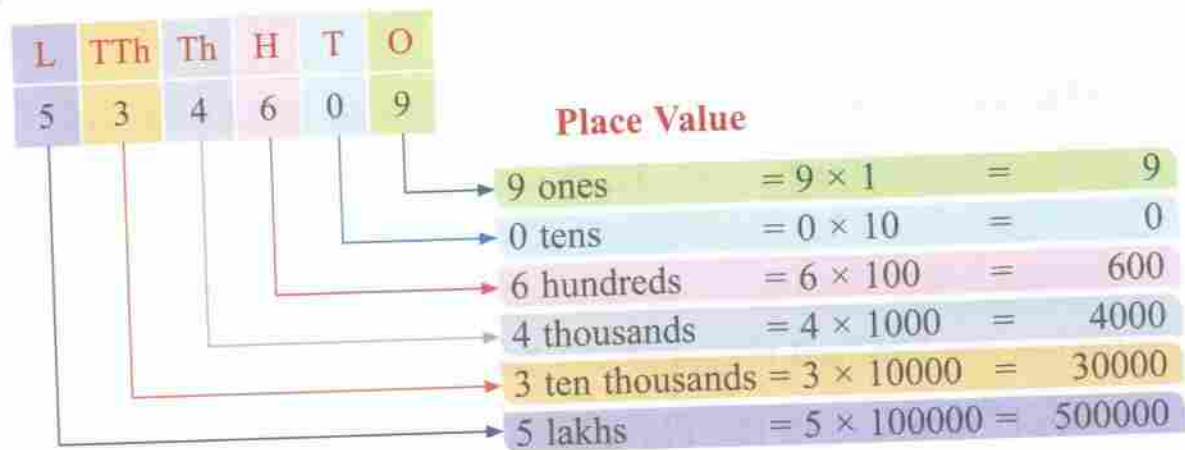 L TTh Th H T O
5 3 4 6 0 9
Place Value
9 ones = 9 × 1 = 9
0 tens = 0 × 10 = 0
6 hundreds = 6 × 100 = 600
4 thousands = 4 × 1000 = 4000
3 ten thousands = 3 × 10000 = 30000
5 lakhs = 5 × 100000 = 500000